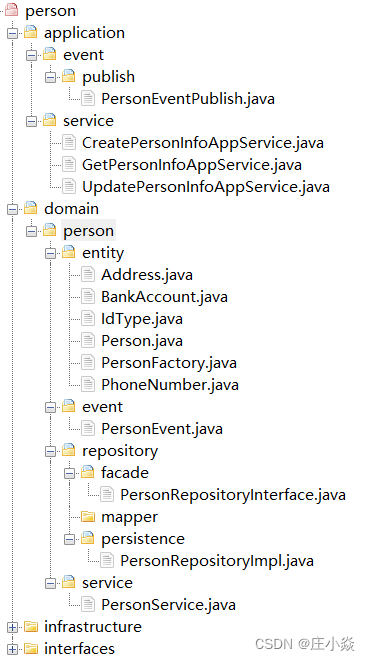 person
application
event
publish
PersonEventPublish.java
service
CreatePersonInfoAppService.java
GetPersonInfoAppService.java
UpdatePersonInfoAppService.java
domain
person
entity
Address.java
BankAccount.java
IdType.java
Person.java
PersonFactory.java
PhoneNumber.java
event
PersonEvent.java
repository
facade
PersonRepositoryInterface.java
mapper
persistence
PersonRepositoryImpl.java
service
PersonService.java
infrastructure
interfaces
CSDN @庄小焱